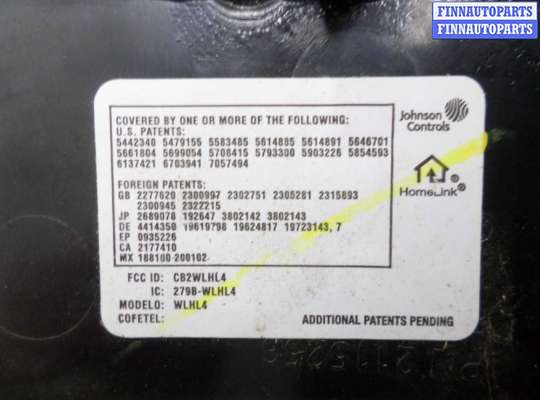 FINNAUTOPARTS
FINNAUTOPARTS
FINNAUTOPARTS
COVERED BY ONE OR MORE OF THE FOLLOWING:
U.S. PATENTS:
5442340 5479155 5583485 5614885 5614891 5646701
5661804 5699054 5708415 5793300 5903226 5854593
6137421 6703941 7057494
FOREIGN PATENTS:
GB 2277620 2300997 2302751 2305281 2315893
2300945 2322215
JP 2689078 192647 3802142 3802143
DE 4414350 19619798 19624817 19723143, 7
EP 0935226
CA 2177410
MX 188100 200102
Johnson
Controls
HomeLink®
FCC ID: CB2WLHL4
IC: 279B-WLHL4
MODELO: WLHL4
COFETEL:
ADDITIONAL PATENTS PENDING